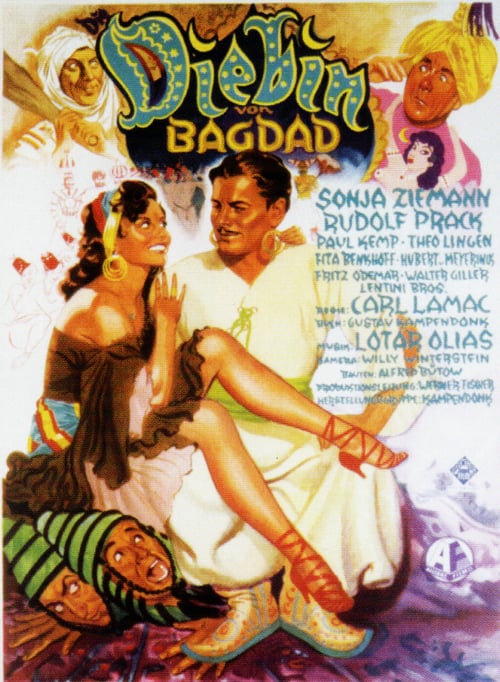 Die
Diebin
von
BAGDAD
SONJA ZIEMANN
RUDOLF PRACK
PAUL KEMP · THEO LINGEN
FITA BENKHOFF · HUBERT v. MEYERINCK
FRITZ ODEMAR · WALTER GILLER
LENTINI BROS.
REGIE: CARL LAMAC
BUCH: GUSTAV KAMPENDONK
MUSIK: LOTAR OLIAS
KAMERA: WILLY WINTERSTEIN
BAUTEN: ALFRED BÜTOW
PRODUKTIONSLEITUNG: WERNER FISCHER
HERSTELLUNGSGRUPPE: KAMPENDONK